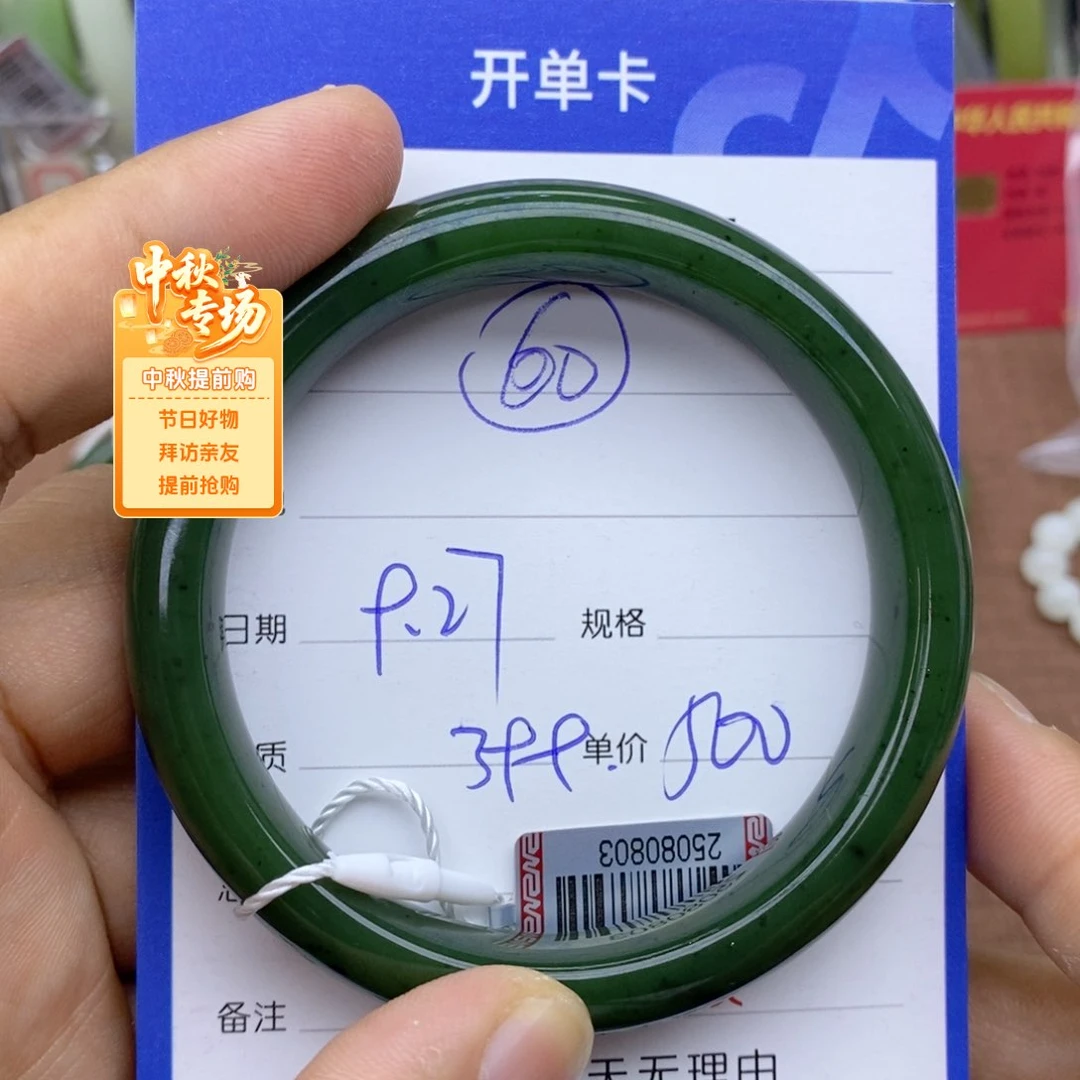 开单卡
中秋
专场
中秋提前购
节日好物
拜访亲友
提前抢购
60
日期 9.27 规格
质 399. 单价 500
25080803
备注
天无理由